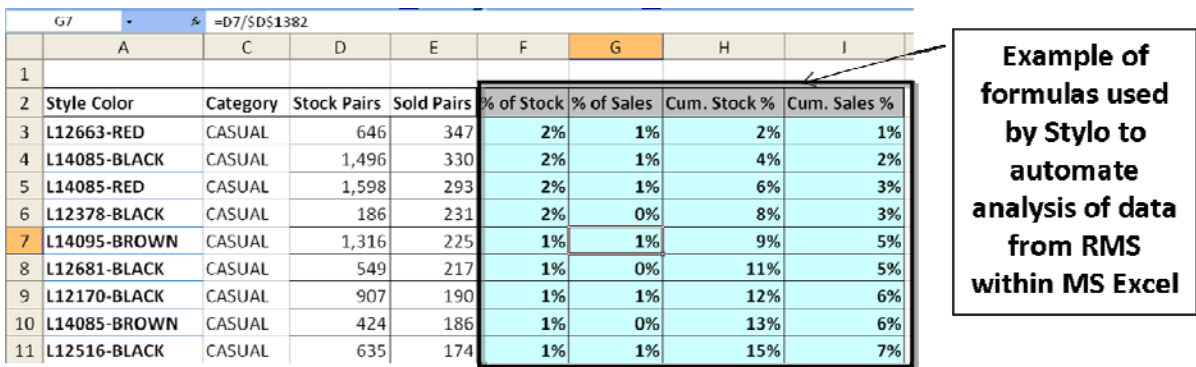 G7 fx =D7/$D$1382
A C D E F G H I
1
2 Style Color Category Stock Pairs Sold Pairs % of Stock % of Sales Cum. Stock % Cum. Sales %
3 L12663-RED CASUAL 646 347 2% 1% 2% 1%
4 L14085-BLACK CASUAL 1,496 330 2% 1% 4% 2%
5 L14085-RED CASUAL 1,598 293 2% 1% 6% 3%
6 L12378-BLACK CASUAL 186 231 2% 0% 8% 3%
7 L14095-BROWN CASUAL 1,316 225 1% 1% 9% 5%
8 L12681-BLACK CASUAL 549 217 1% 0% 11% 5%
9 L12170-BLACK CASUAL 907 190 1% 1% 12% 6%
10 L14085-BROWN CASUAL 424 186 1% 0% 13% 6%
11 L12516-BLACK CASUAL 635 174 1% 1% 15% 7%
Example of
formulas used
by Stylo to
automate
analysis of data
from RMS
within MS Excel